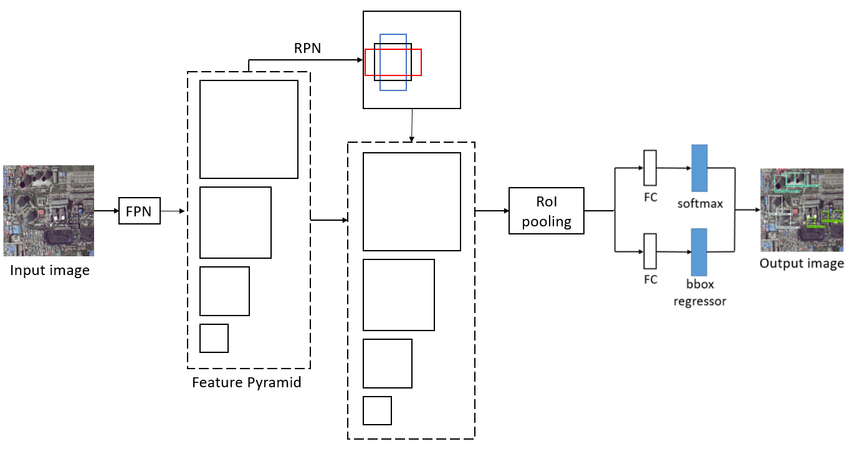 RPN
FPN
Input image
Feature Pyramid
RoI
pooling
FC
softmax
FC
bbox
regressor
Output image